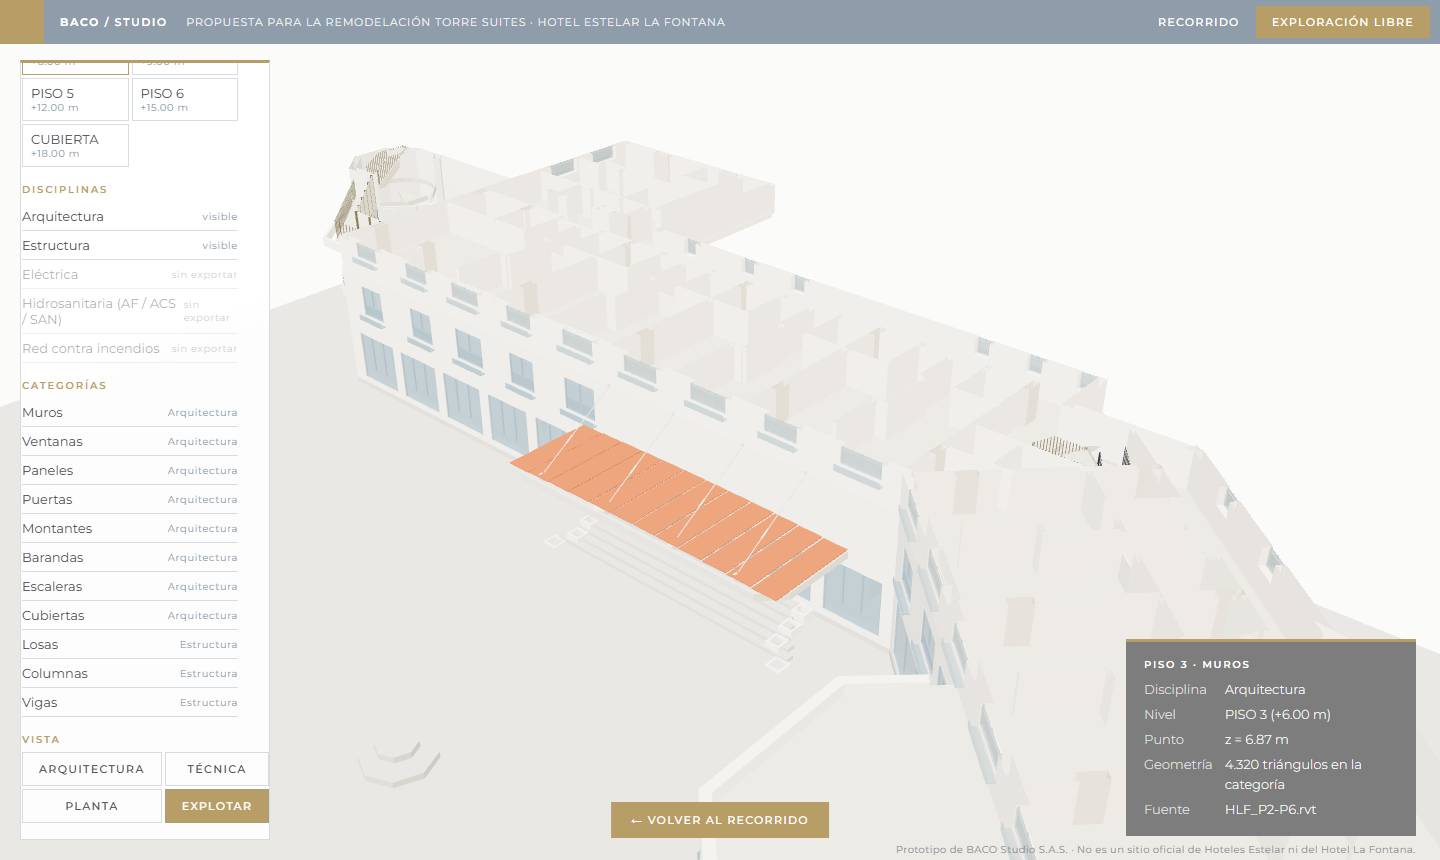 BACO / STUDIO PROPUESTA PARA LA REMODELACIÓN TORRE SUITES · HOTEL ESTELAR LA FONTANA RECORRIDO EXPLORACIÓN LIBRE
PISO 5 PISO 6
+12.00 m +15.00 m
CUBIERTA
+18.00 m
DISCIPLINAS
Arquitectura visible
Estructura visible
Eléctrica sin exportar
Hidrosanitaria (AF / ACS / SAN) sin exportar
Red contra incendios sin exportar
CATEGORÍAS
Muros Arquitectura
Ventanas Arquitectura
Paneles Arquitectura
Puertas Arquitectura
Montantes Arquitectura
Barandas Arquitectura
Escaleras Arquitectura
Cubiertas Arquitectura
Losas Estructura
Columnas Estructura
Vigas Estructura
VISTA
ARQUITECTURA TÉCNICA
PLANTA EXPLOTAR
← VOLVER AL RECORRIDO
PISO 3 · MUROS
Disciplina Arquitectura
Nivel PISO 3 (+6.00 m)
Punto z = 6.87 m
Geometría 4.320 triángulos en la
categoría
Fuente HLF_P2-P6.rvt
Prototipo de BACO Studio S.A.S. · No es un sitio oficial de Hoteles Estelar ni del Hotel La Fontana.